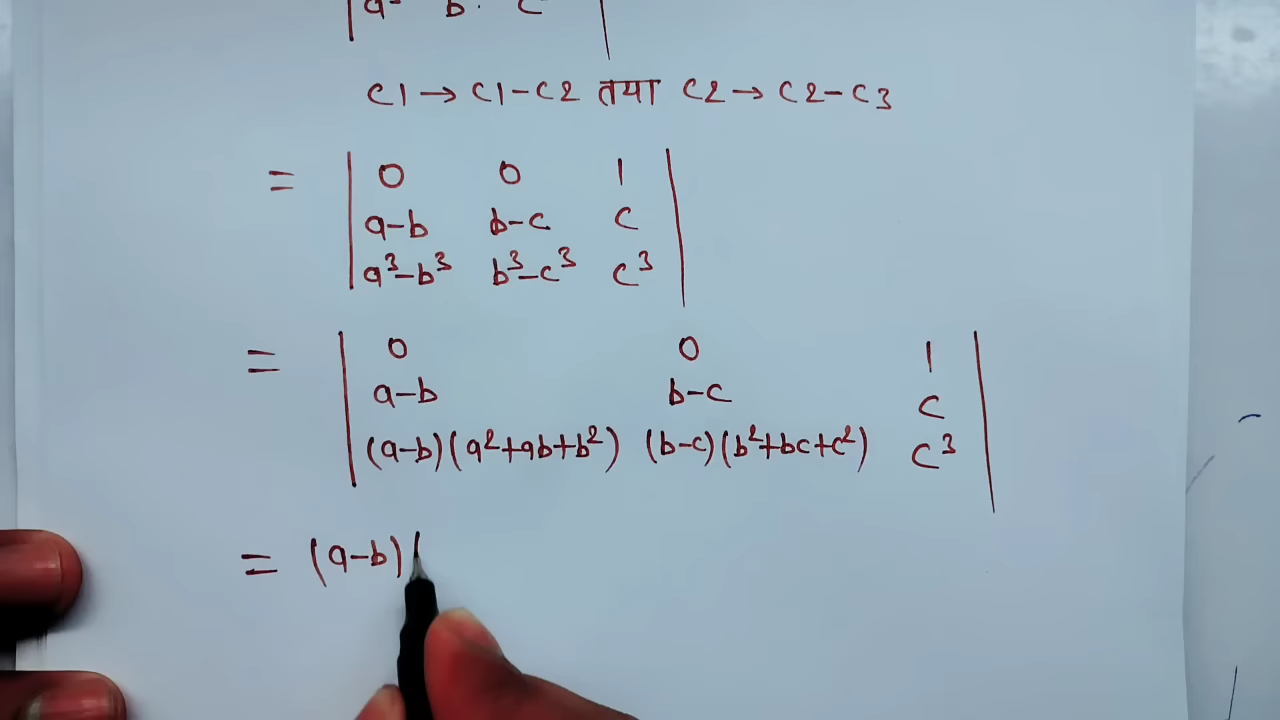 C1 → C1-C2 तथा C2 → C2-C3
= | 0 0 1 |
a-b b-c c
a³-b³ b³-c³ c³
= | 0 0 1 |
a-b b-c c
(a-b)(a²+ab+b²) (b-c)(b²+bc+c²) c³
= (a-b)